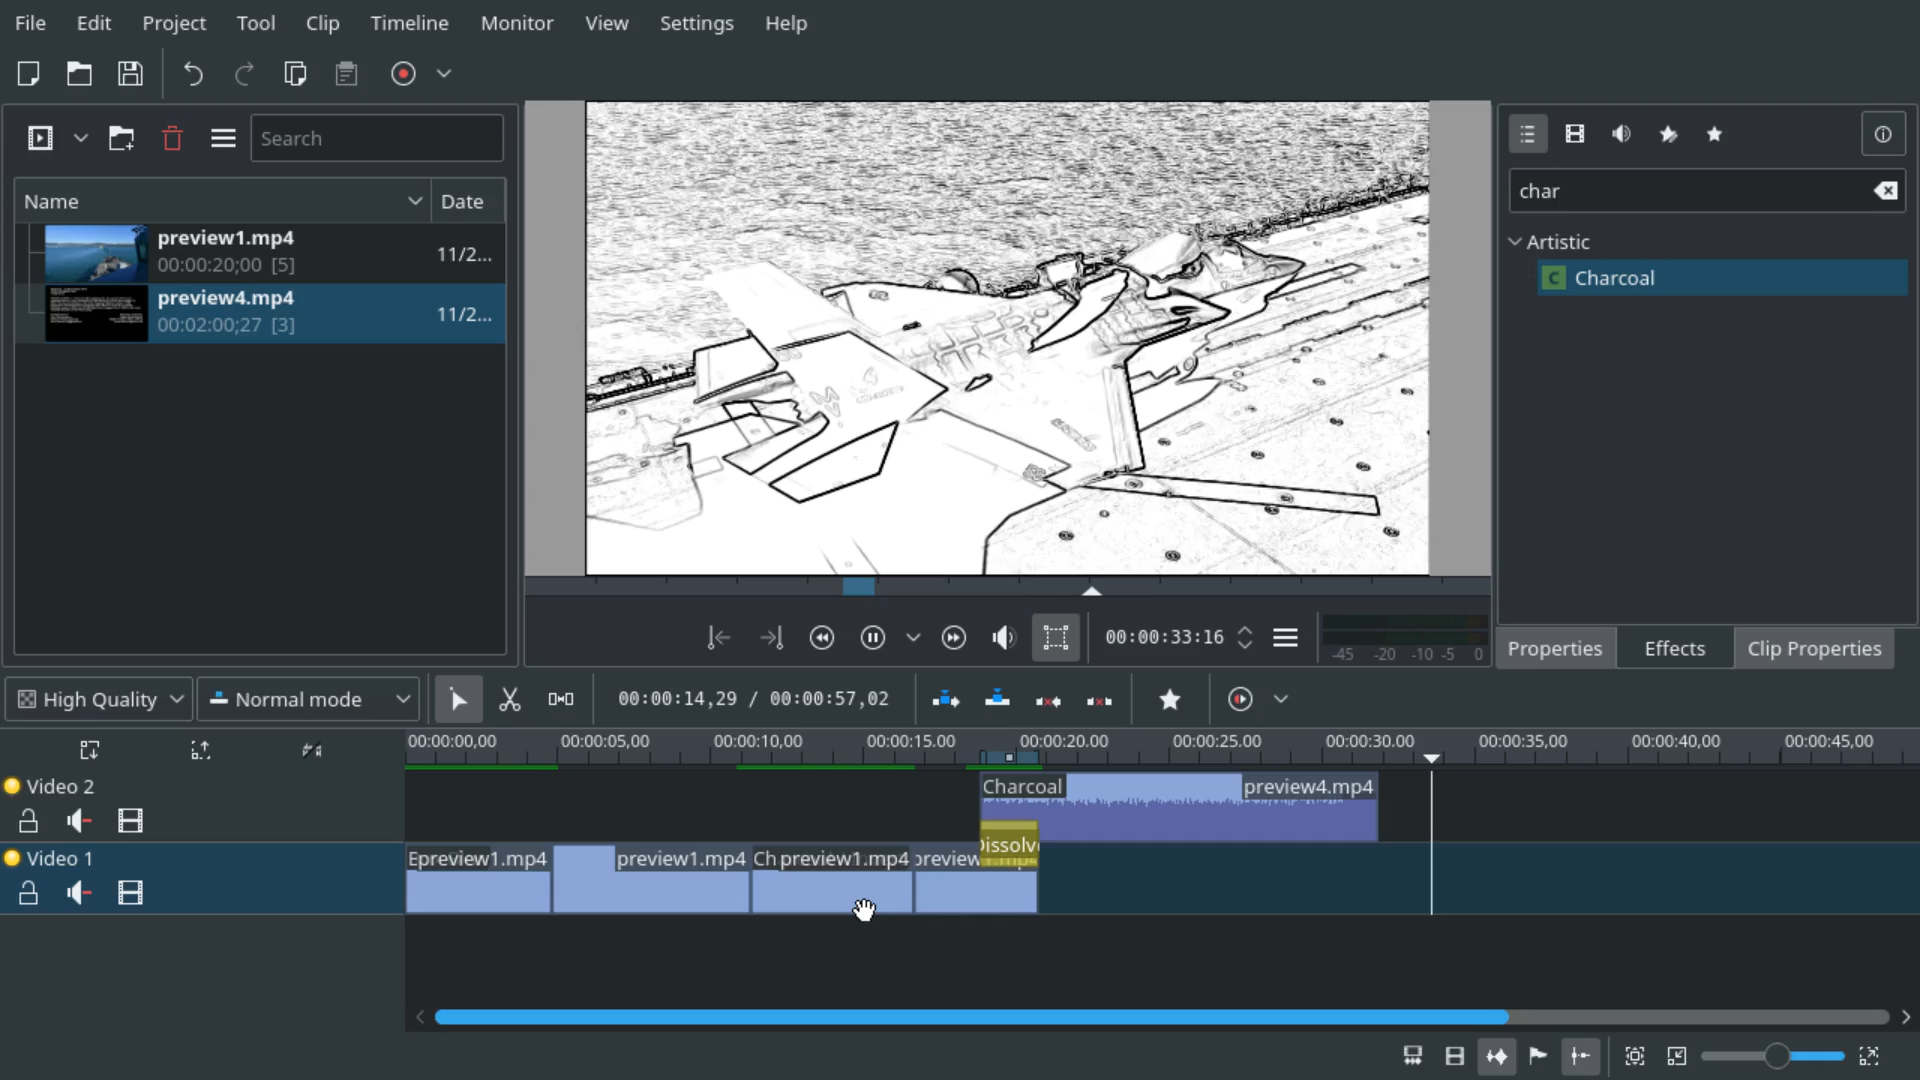 File Edit Project Tool Clip Timeline Monitor View Settings Help
Search
Name Date
preview1.mp4
00:00:20;00 [5] 11/2...
preview4.mp4
00:02:00;27 [3] 11/2...
char
Artistic
C Charcoal
00:00:33:16
-45 -20 -10 -5 0
Properties Effects Clip Properties
High Quality Normal mode 00:00:14,29 / 00:00:57,02
00:00:00,00 00:00:05,00 00:00:10,00 00:00:15.00 00:00:20.00 00:00:25.00 00:00:30.00 00:00:35,00 00:00:40,00 00:00:45,00
Video 2
Charcoal preview4.mp4
Dissolve
Video 1
preview1.mp4 preview1.mp4 Ch preview1.mp4 preview1.mp4